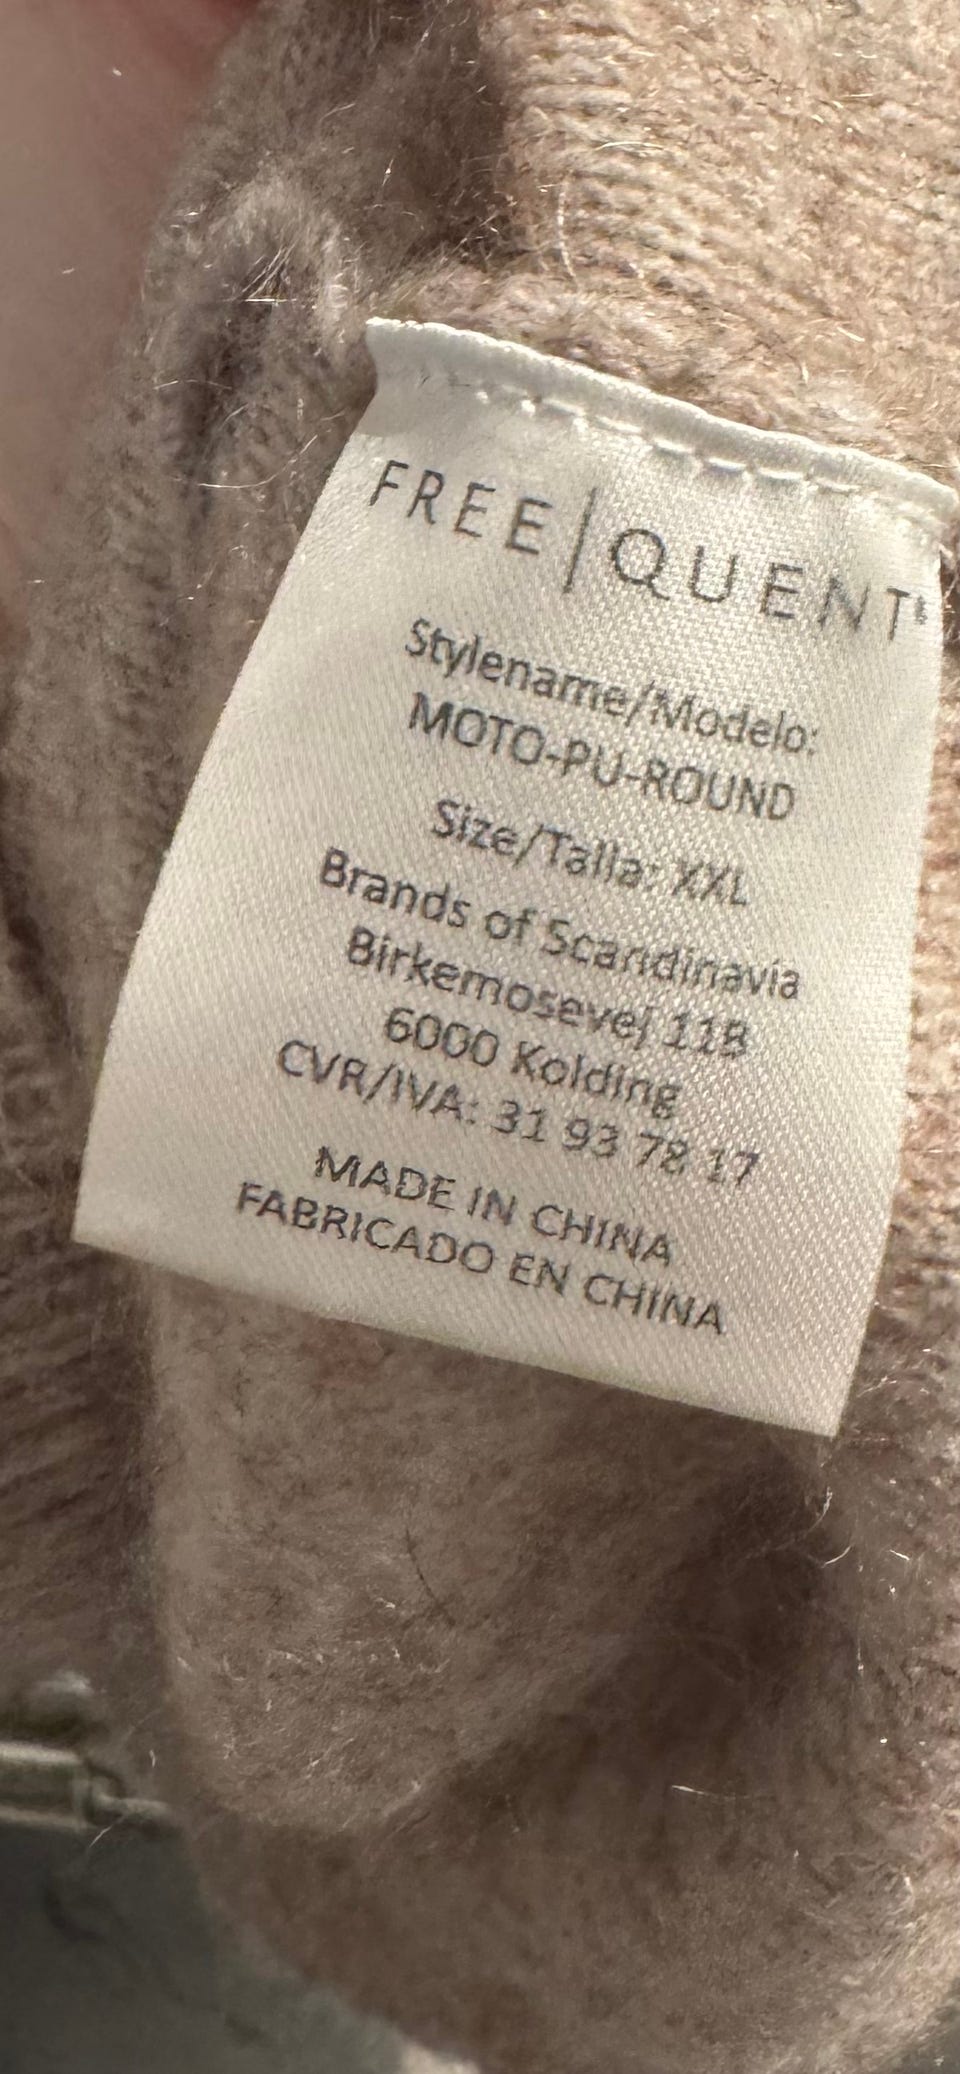 FREE|QUENT®
Stylename/Modelo:
MOTO-PU-ROUND
Size/Talla: XXL
Brands of Scandinavia
Birkemosevej 11B
6000 Kolding
CVR/IVA: 31 93 78 17
MADE IN CHINA
FABRICADO EN CHINA